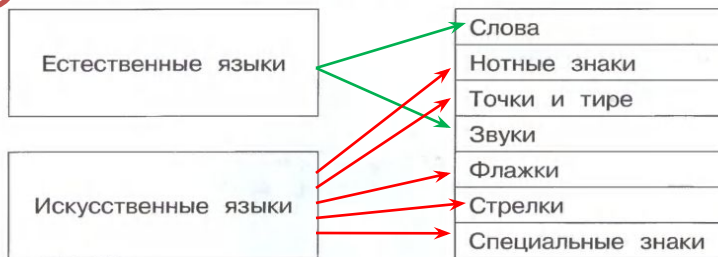 Естественные языки
Искусственные языки
Слова
Нотные знаки
Точки и тире
Звуки
Флажки
Стрелки
Специальные знаки